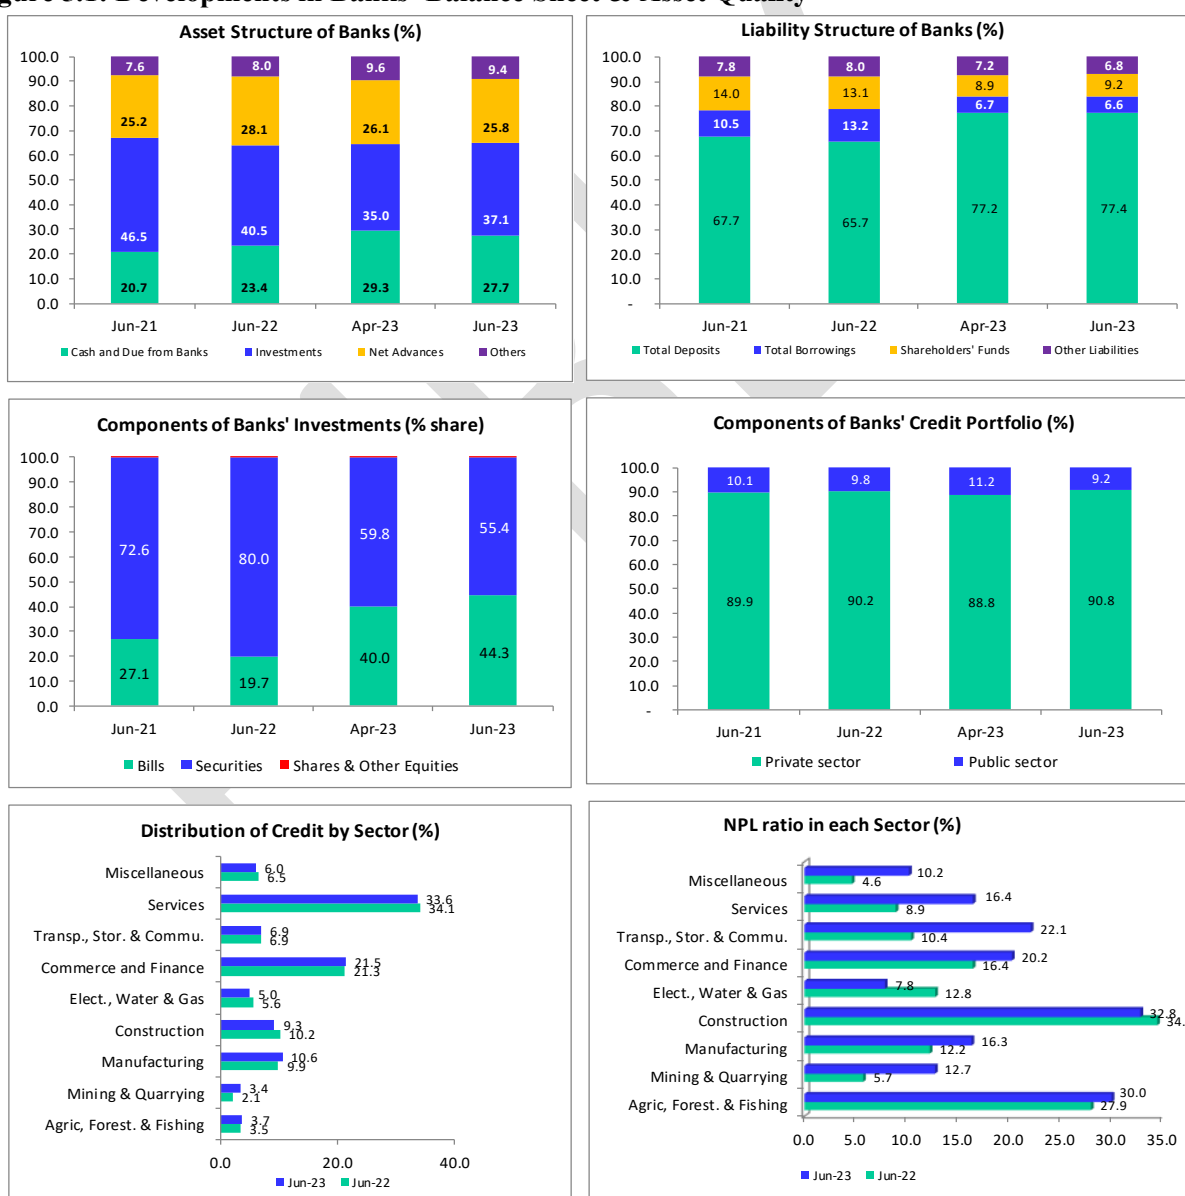 Asset Structure of Banks (%)
100.0
90.0
80.0
70.0
60.0
50.0
40.0
30.0
20.0
10.0
0.0
7.6 8.0 9.6 9.4
25.2 28.1 26.1 25.8
46.5 40.5 35.0 37.1
20.7 23.4 29.3 27.7
Jun-21 Jun-22 Apr-23 Jun-23
Cash and Due from Banks Investments Net Advances Others
Liability Structure of Banks (%)
100.0
90.0
80.0
70.0
60.0
50.0
40.0
30.0
20.0
10.0
-
7.8 8.0 7.2 6.8
14.0 13.1 8.9 9.2
10.5 13.2 6.7 6.6
67.7 65.7 77.2 77.4
Jun-21 Jun-22 Apr-23 Jun-23
Total Deposits Total Borrowings Shareholders' Funds Other Liabilities
Components of Banks' Investments (% share)
100.0
90.0
80.0
70.0
60.0
50.0
40.0
30.0
20.0
10.0
0.0
72.6 80.0 59.8 55.4
27.1 19.7 40.0 44.3
Jun-21 Jun-22 Apr-23 Jun-23
Bills Securities Shares & Other Equities
Components of Banks' Credit Portfolio (%)
100.0
90.0
80.0
70.0
60.0
50.0
40.0
30.0
20.0
10.0
-
10.1 9.8 11.2 9.2
89.9 90.2 88.8 90.8
Jun-21 Jun-22 Apr-23 Jun-23
Private sector Public sector
Distribution of Credit by Sector (%)
Miscellaneous 6.0 6.5
Services 33.6 34.1
Transp., Stor. & Commu. 6.9 6.9
Commerce and Finance 21.5 21.3
Elect., Water & Gas 5.0 5.6
Construction 9.3 10.2
Manufacturing 10.6 9.9
Mining & Quarrying 3.4 2.1
Agric, Forest. & Fishing 3.7 3.5
0.0 20.0 40.0
Jun-23 Jun-22
NPL ratio in each Sector (%)
Miscellaneous 10.2 4.6
Services 16.4 8.9
Transp., Stor. & Commu. 22.1 10.4
Commerce and Finance 20.2 16.4
Elect., Water & Gas 7.8 12.8
Construction 32.8 34.
Manufacturing 16.3 12.2
Mining & Quarrying 12.7 5.7
Agric, Forest. & Fishing 30.0 27.9
0.0 5.0 10.0 15.0 20.0 25.0 30.0 35.0
Jun-23 Jun-22